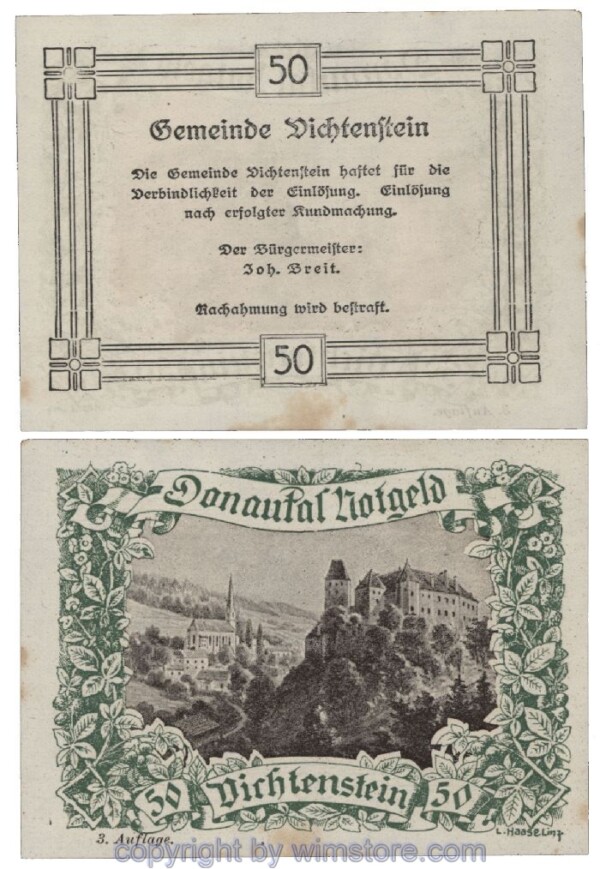 50
Gemeinde Vichtenstein
Die Gemeinde Vichtenstein haftet für die
Verbindlichkeit der Einlösung. Einlösung
nach erfolgter Kundmachung.
Der Bürgermeister:
Joh. Breit.
Nachahmung wird bestraft.
50
Donautal Notgeld
50 Vichtenstein 50
3. Auflage.
L. Haase Linz
copyright by wimstore.com